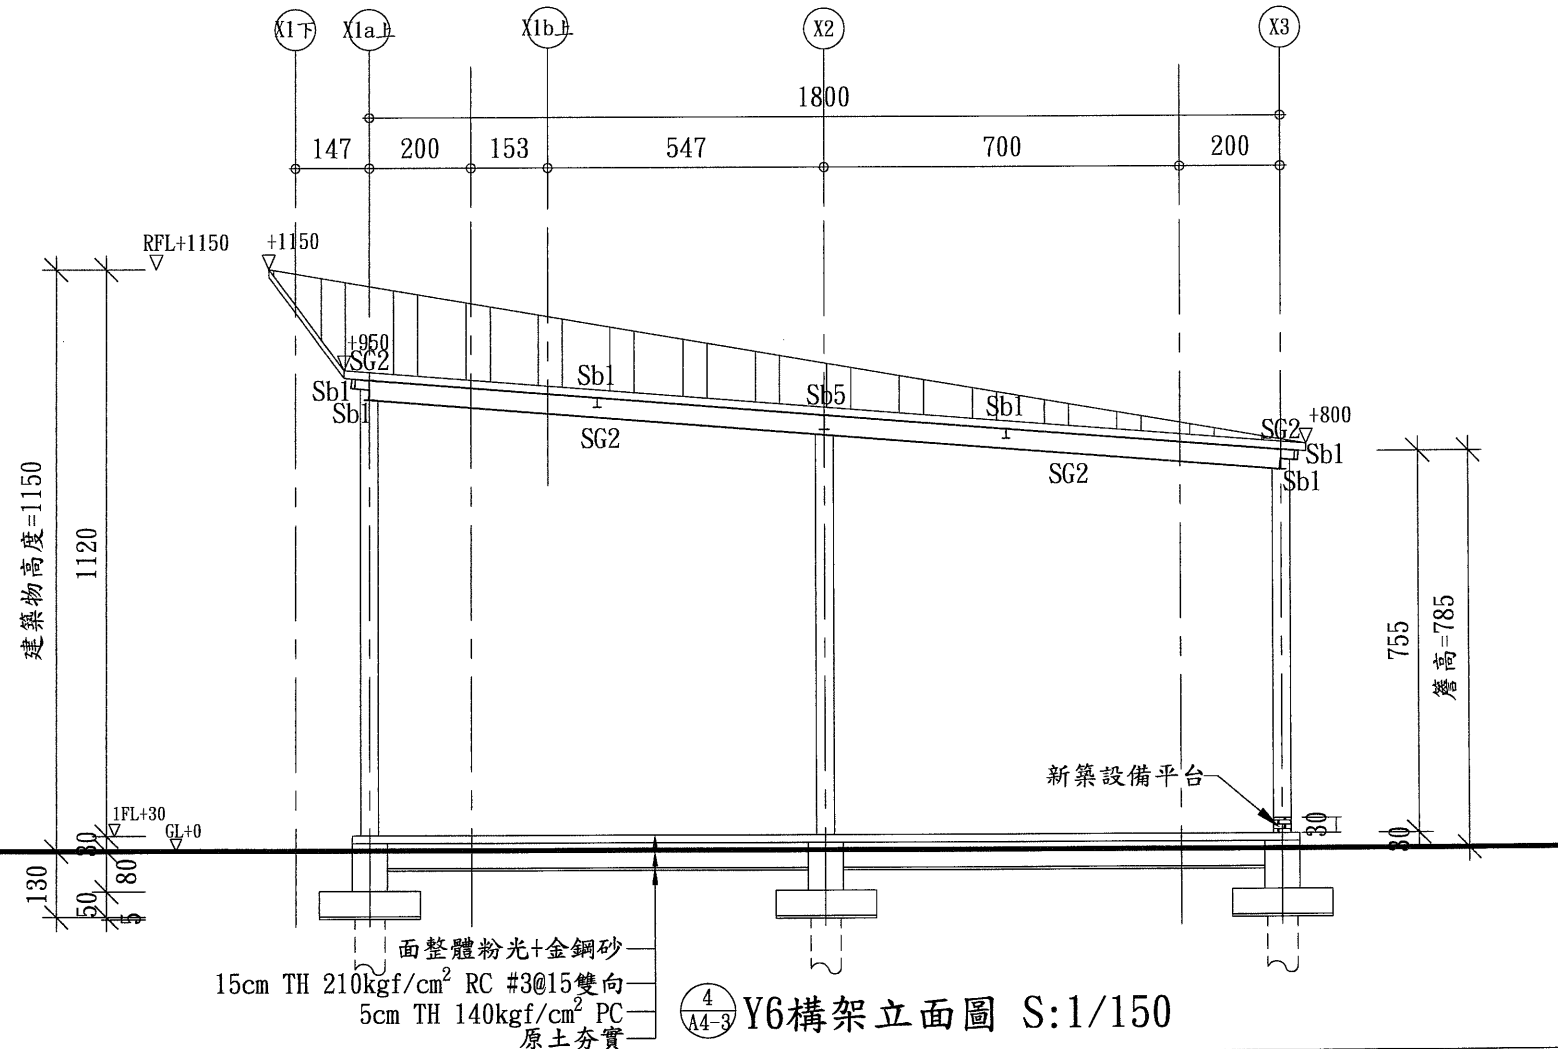 X1下 X1a上 X1b上 X2 X3
1800
147 200 153 547 700 200
RFL+1150 +1150
+950
SG2
Sb1 Sb1 Sb5 Sb1 +800
Sb1 SG2 SG2 Sb1
SG2 Sb1
建築物高度=1150
1120
755
簷高=785
新築設備平台
30
1FL+30 GL+0
30 30
130 80
50 5
面整體粉光+金鋼砂
15cm TH 210kgf/cm² RC #3@15雙向
5cm TH 140kgf/cm² PC
原土夯實
4
A4-3
Y6構架立面圖 S:1/150